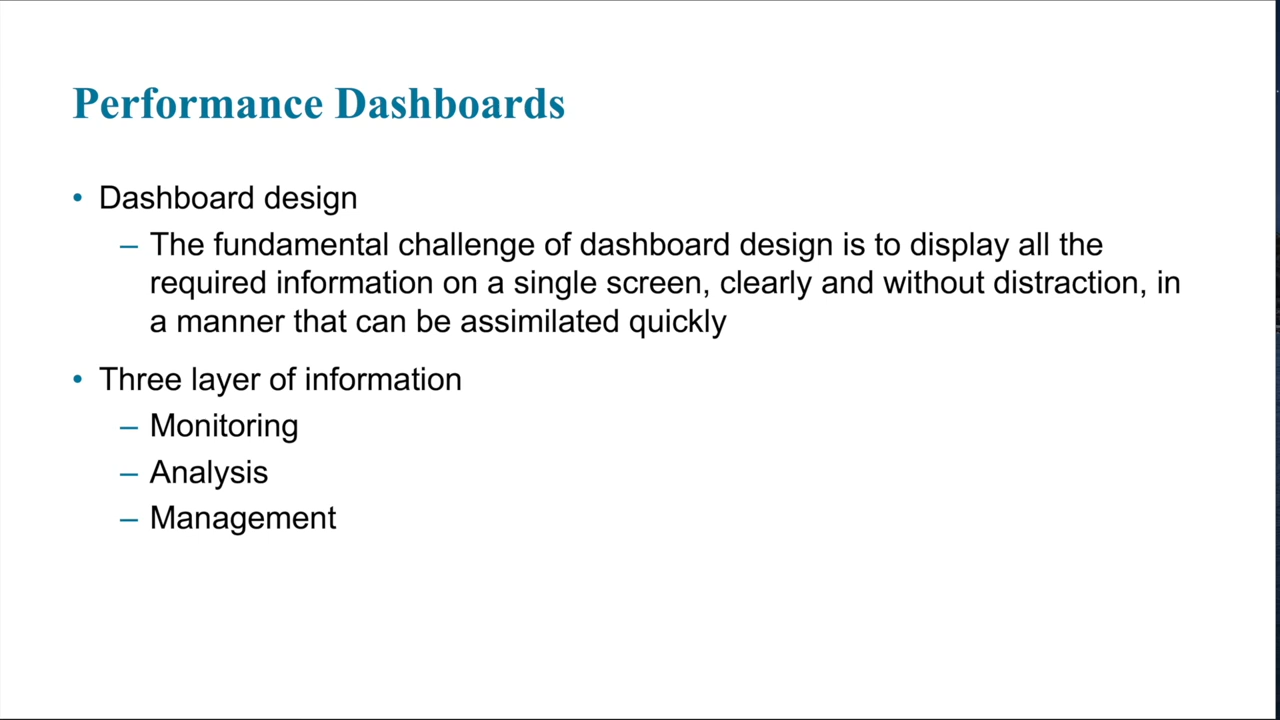 Performance Dashboards
• Dashboard design
– The fundamental challenge of dashboard design is to display all the
required information on a single screen, clearly and without distraction, in
a manner that can be assimilated quickly
• Three layer of information
– Monitoring
– Analysis
– Management